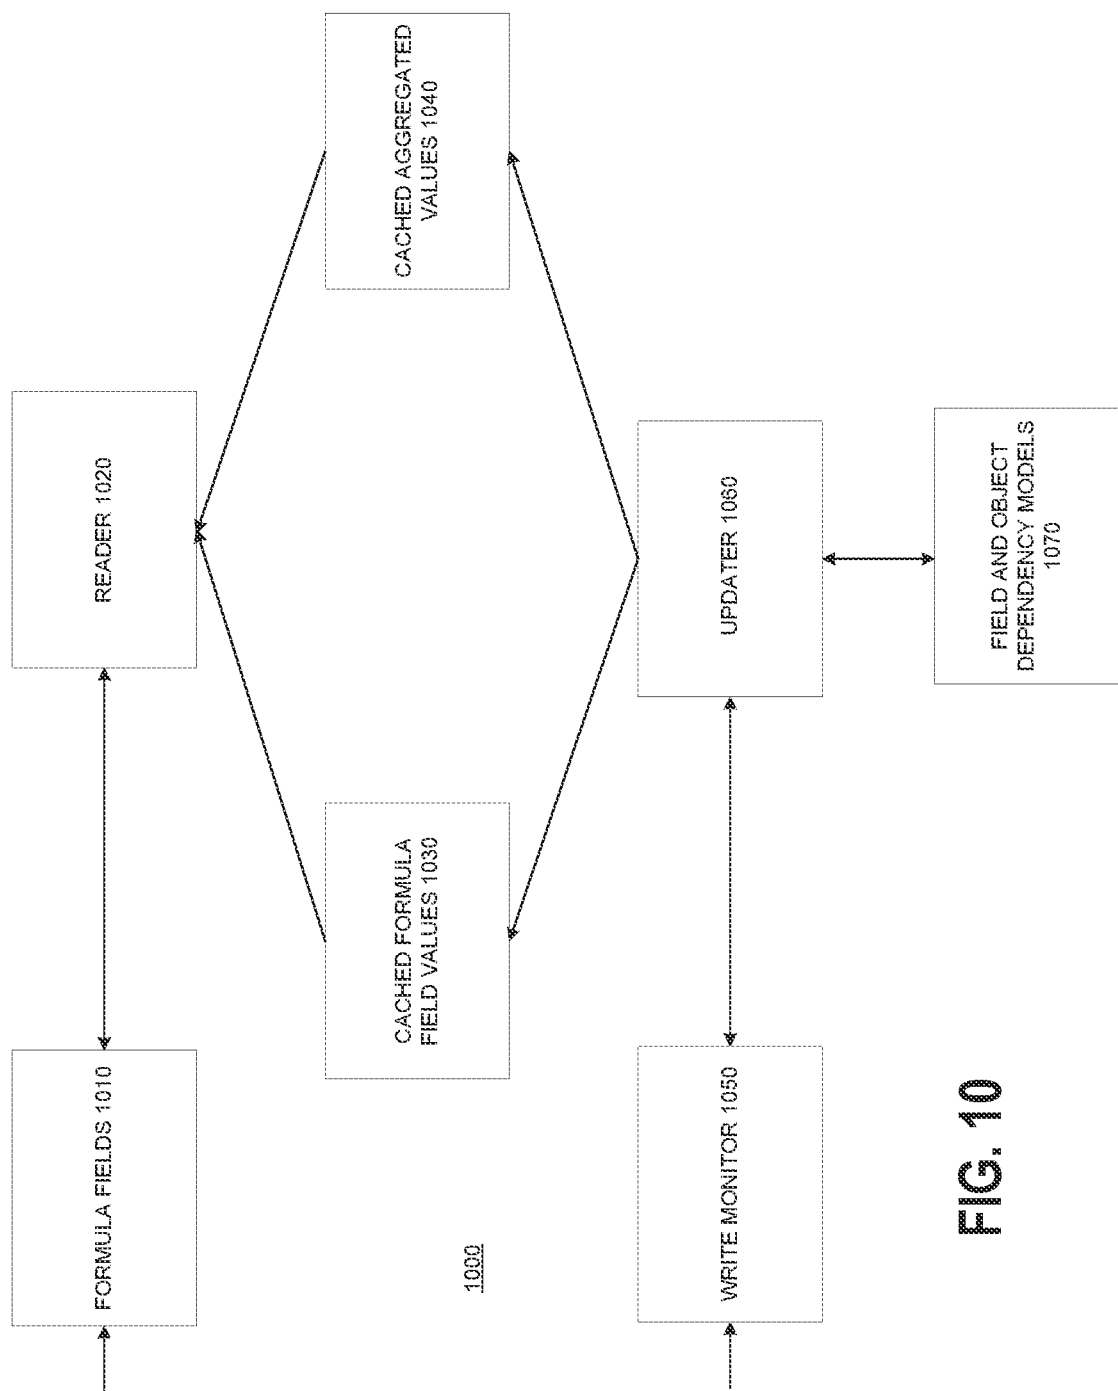 FORMULA FIELDS 1010
READER 1020
CACHED FORMULA
FIELD VALUES 1030
CACHED AGGREGATED
VALUES 1040
1000
WRITE MONITOR 1050
UPDATER 1060
FIELD AND OBJECT
DEPENDENCY MODELS
1070
FIG. 10